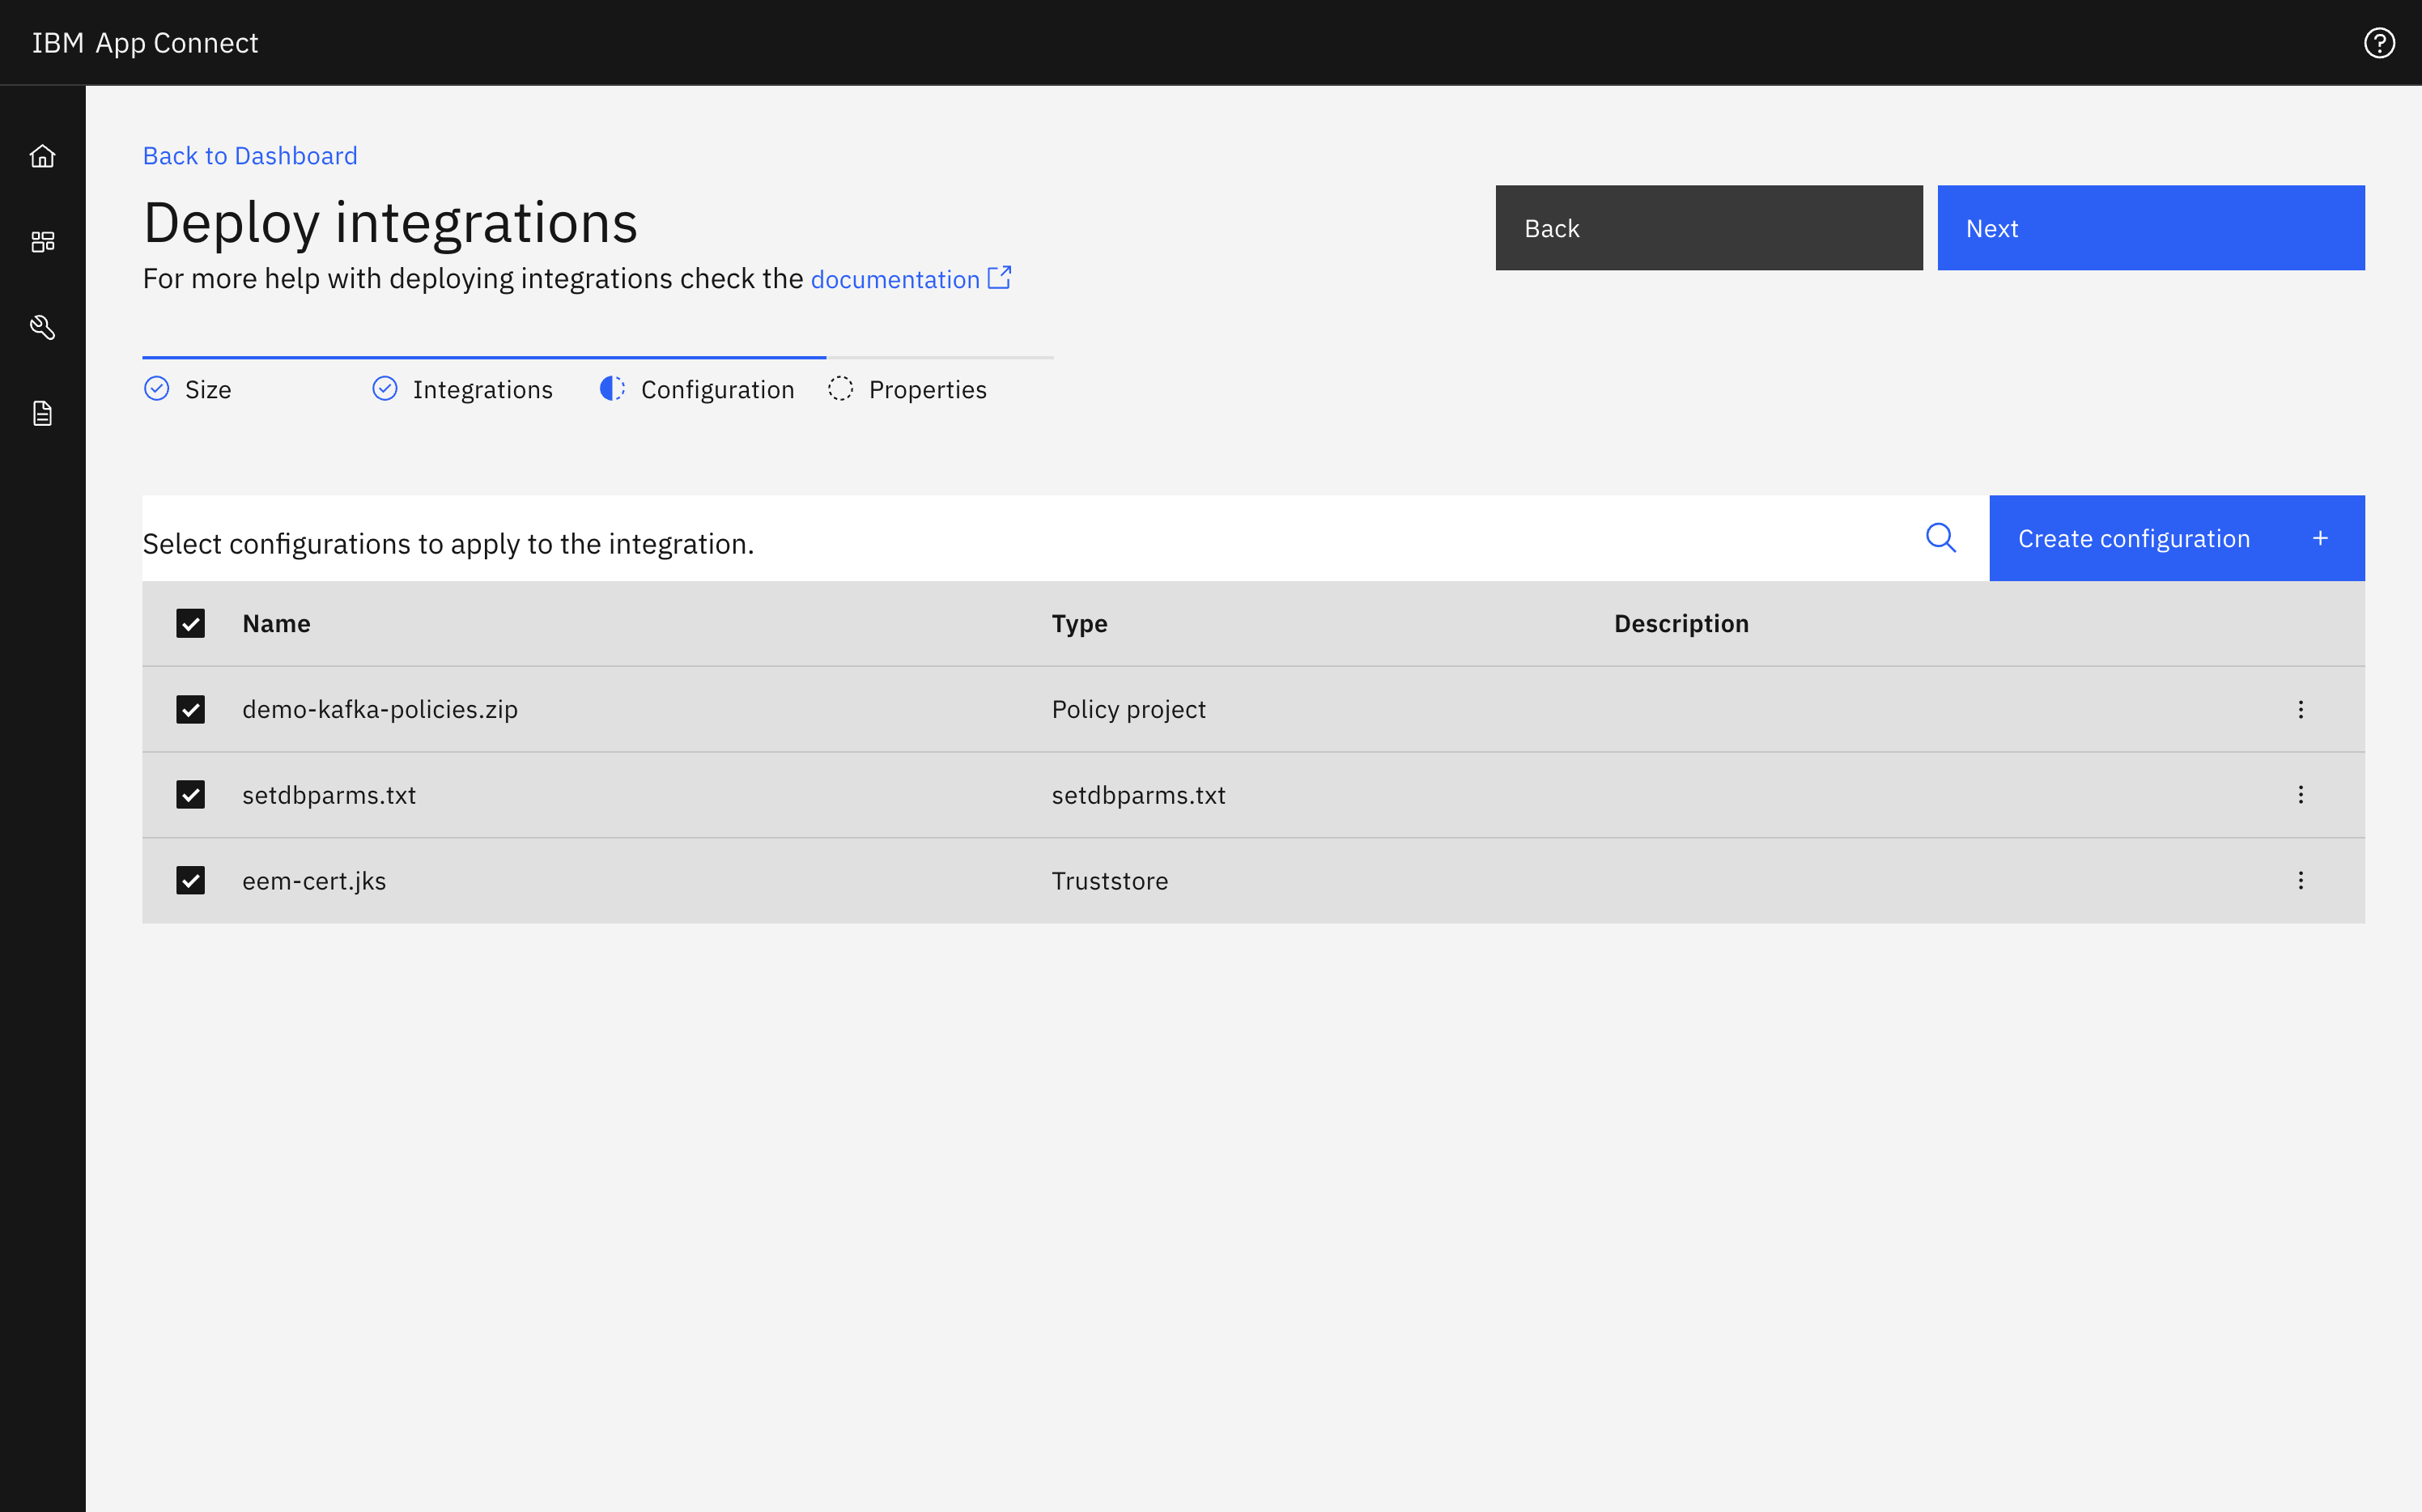 IBM App Connect
Back to Dashboard
Deploy integrations
For more help with deploying integrations check the documentation
Back
Next
Size
Integrations
Configuration
Properties
Select configurations to apply to the integration.
Create configuration +
Name Type Description
demo-kafka-policies.zip Policy project
setdbparms.txt setdbparms.txt
eem-cert.jks Truststore